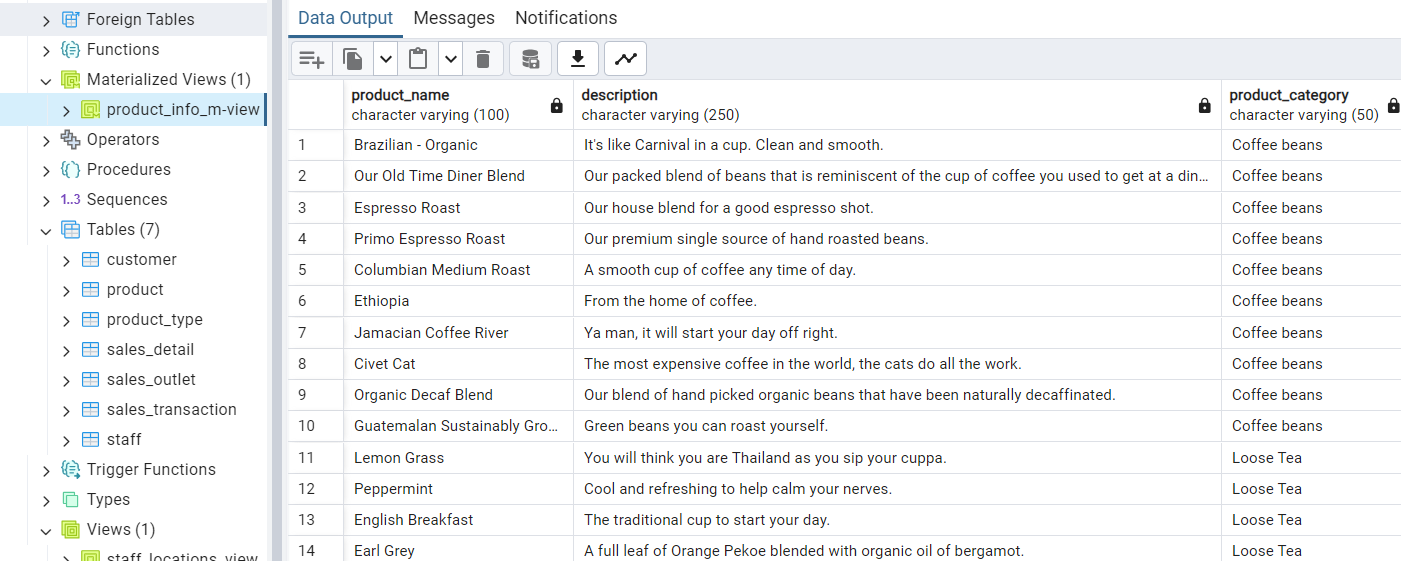 Foreign Tables
Functions
Materialized Views (1)
product_info_m-view
Operators
Procedures
1..3 Sequences
Tables (7)
customer
product
product_type
sales_detail
sales_outlet
sales_transaction
staff
Trigger Functions
Types
Views (1)
staff_locations_view
Data Output Messages Notifications
product_name description product_category
character varying (100) character varying (250) character varying (50)
1 Brazilian - Organic It's like Carnival in a cup. Clean and smooth. Coffee beans
2 Our Old Time Diner Blend Our packed blend of beans that is reminiscent of the cup of coffee you used to get at a din... Coffee beans
3 Espresso Roast Our house blend for a good espresso shot. Coffee beans
4 Primo Espresso Roast Our premium single source of hand roasted beans. Coffee beans
5 Columbian Medium Roast A smooth cup of coffee any time of day. Coffee beans
6 Ethiopia From the home of coffee. Coffee beans
7 Jamacian Coffee River Ya man, it will start your day off right. Coffee beans
8 Civet Cat The most expensive coffee in the world, the cats do all the work. Coffee beans
9 Organic Decaf Blend Our blend of hand picked organic beans that have been naturally decaffinated. Coffee beans
10 Guatemalan Sustainably Gro... Green beans you can roast yourself. Coffee beans
11 Lemon Grass You will think you are Thailand as you sip your cuppa. Loose Tea
12 Peppermint Cool and refreshing to help calm your nerves. Loose Tea
13 English Breakfast The traditional cup to start your day. Loose Tea
14 Earl Grey A full leaf of Orange Pekoe blended with organic oil of bergamot. Loose Tea